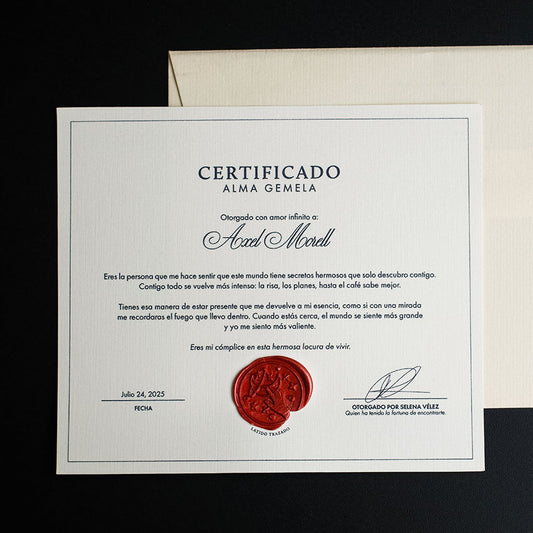 CERTIFICADO
ALMA GEMELA
Otorgado con amor infinito a:
Axel Morell
Eres la persona que me hace sentir que este mundo tiene secretos hermosos que solo descubro contigo.
Contigo todo se vuelve más intenso: la risa, los planes, hasta el café sabe mejor.
Tienes esa manera de estar presente que me devuelve a mi esencia, como si con una mirada
me recordaras el fuego que llevo dentro. Cuando estás cerca, el mundo se siente más grande
y yo me siento más valiente.
Eres mi cómplice en esta hermosa locura de vivir.
Julio 24, 2025
FECHA
LATIDO TRAZADO
OTORGADO POR SELENA VÉLEZ
Quien ha tenido la fortuna de encontrarte.